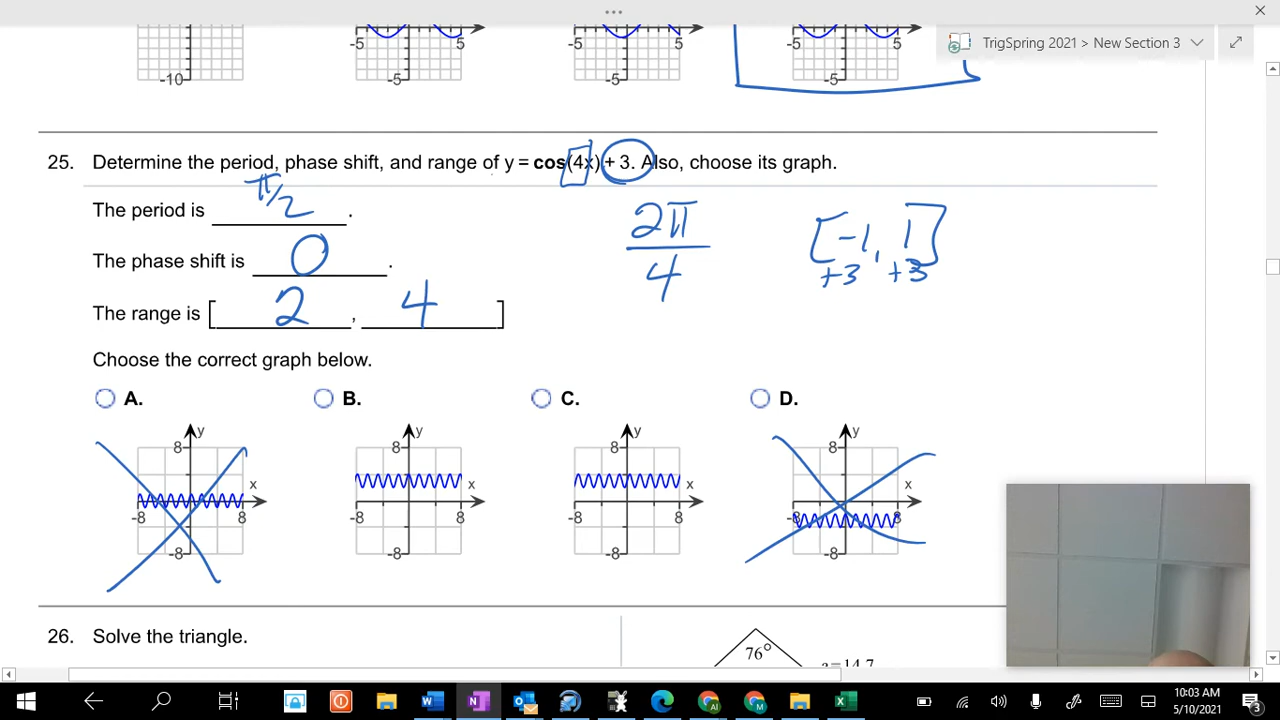 TrigSpring 2021 > New Section 3
-5 5 -5 5 -5 5
-10 -5 -5 -5
25. Determine the period, phase shift, and range of y = cos(4x) + 3. Also, choose its graph.
The period is π/2 .
The phase shift is 0 .
The range is [ 2 , 4 ]
2π
4
[-1, 1]
+3 +3
Choose the correct graph below.
A. B. C. D.
y y y y
8 8 8 8
x x x x
-8 8 -8 8 -8 8 -8 8
-8 -8 -8 -8
26. Solve the triangle.
76°
a = 14.7
10:03 AM
5/10/2021
3